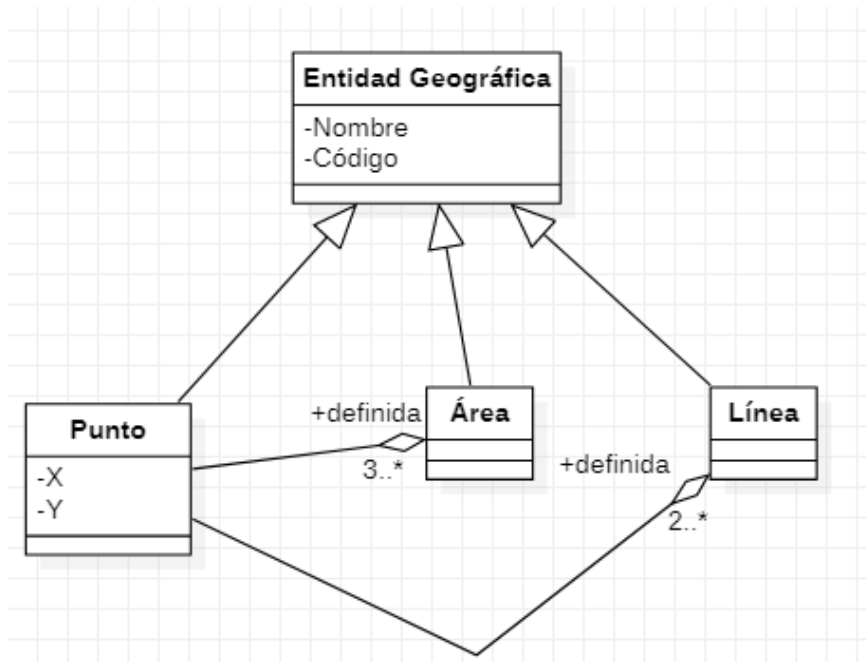 Entidad Geográfica
-Nombre
-Código
+definida
Área
Línea
Punto
3..*
+definida
-X
-Y
2..*